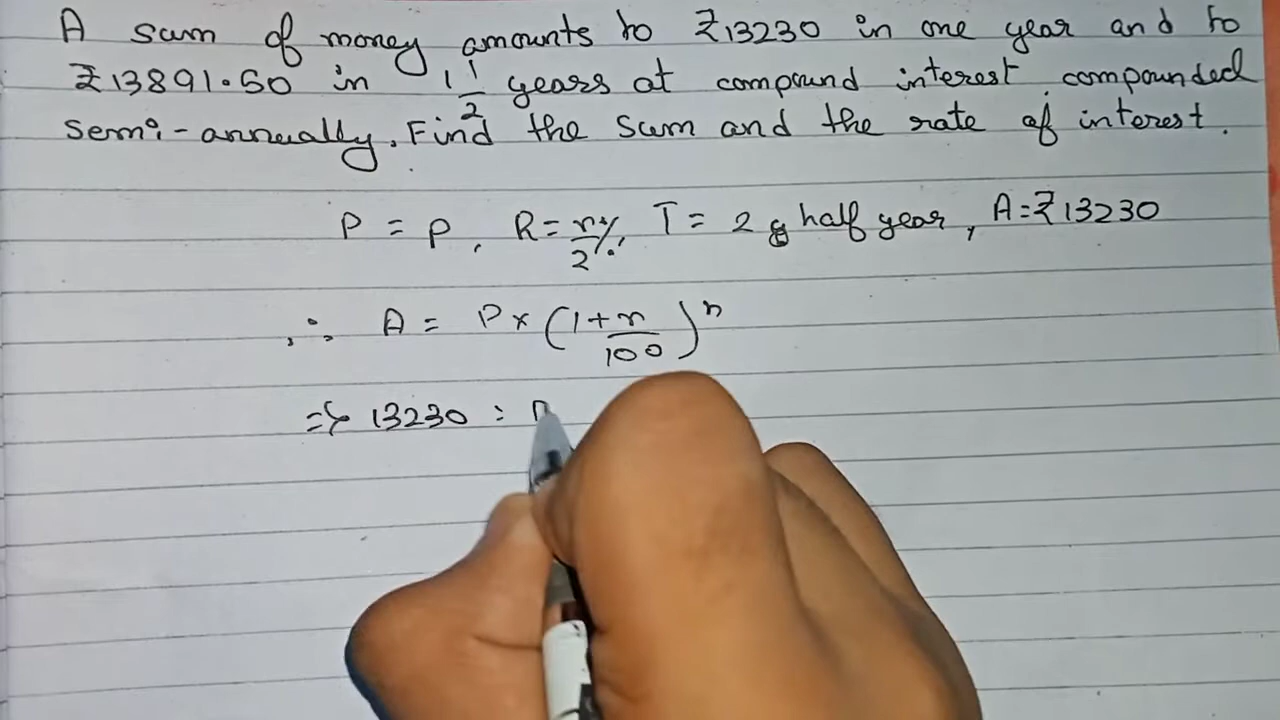 A sum of money amounts to ₹13230 in one year and to
₹13891.50 in 1 1/2 years at compound interest compounded
semi-annually. Find the sum and the rate of interest.
P = P, R = r/2 %, T = 2 half year, A = ₹13230
∴ A = P × (1 + r/100)^n
=> 13230 =